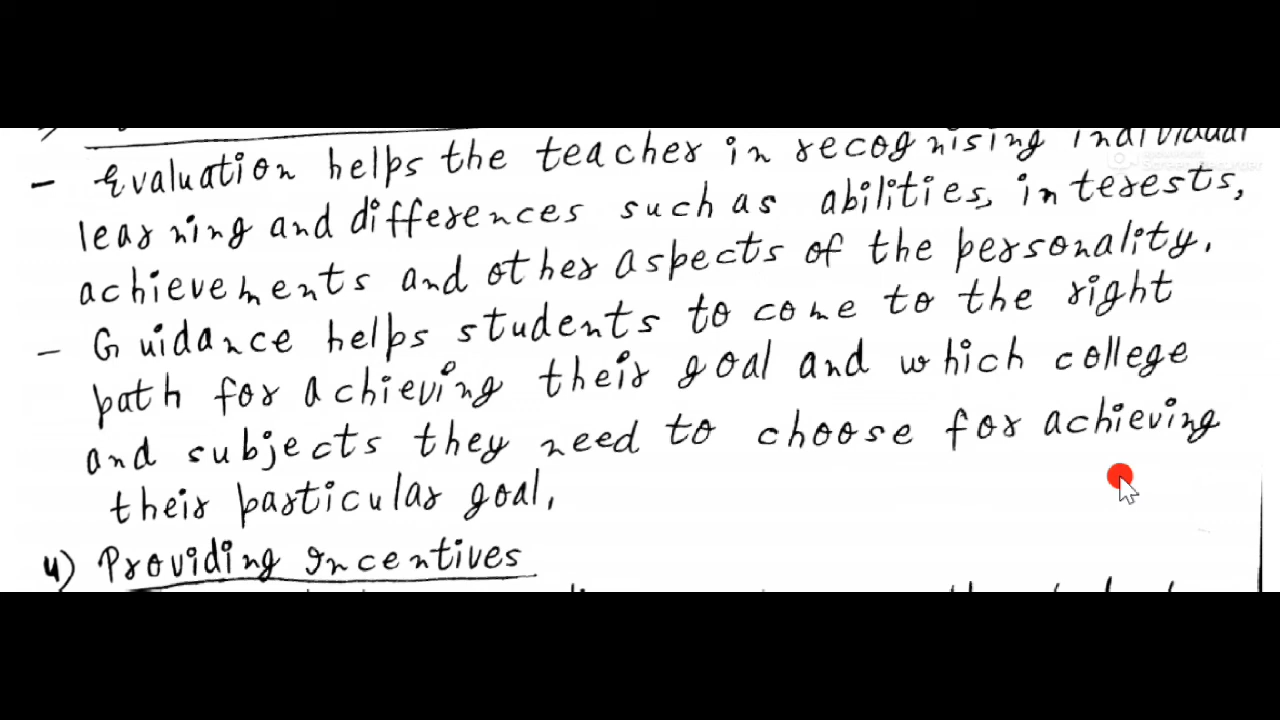 - Evaluation helps the teacher in recognising individual
learning and differences such as abilities, interests,
achievements and other aspects of the personality.
- Guidance helps students to come to the right
path for achieving their goal and which college
and subjects they need to choose for achieving
their particular goal.
4) Providing Incentives